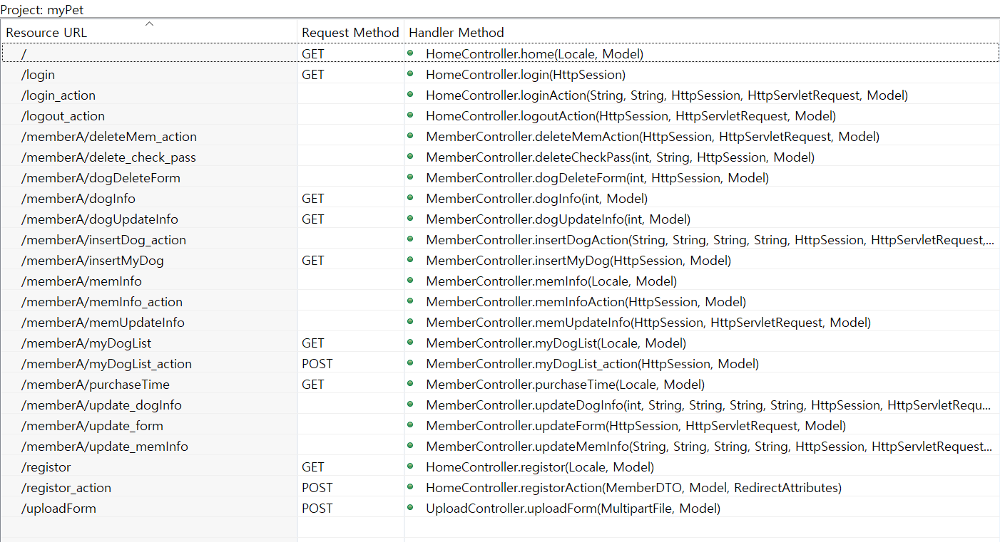 Project: myPet
Resource URL Request Method Handler Method
/ GET HomeController.home(Locale, Model)
/login GET HomeController.login(HttpSession)
/login_action HomeController.loginAction(String, String, HttpSession, HttpServletRequest, Model)
/logout_action HomeController.logoutAction(HttpSession, HttpServletRequest, Model)
/memberA/deleteMem_action MemberController.deleteMemAction(HttpSession, HttpServletRequest, Model)
/memberA/delete_check_pass MemberController.deleteCheckPass(int, String, HttpSession, Model)
/memberA/dogDeleteForm MemberController.dogDeleteForm(int, HttpSession, Model)
/memberA/dogInfo GET MemberController.dogInfo(int, Model)
/memberA/dogUpdateInfo GET MemberController.dogUpdateInfo(int, Model)
/memberA/insertDog_action MemberController.insertDogAction(String, String, String, String, HttpSession, HttpServletRequest,...
/memberA/insertMyDog GET MemberController.insertMyDog(HttpSession, Model)
/memberA/memInfo MemberController.memInfo(Locale, Model)
/memberA/memInfo_action MemberController.memInfoAction(HttpSession, Model)
/memberA/memUpdateInfo MemberController.memUpdateInfo(HttpSession, HttpServletRequest, Model)
/memberA/myDogList GET MemberController.myDogList(Locale, Model)
/memberA/myDogList_action POST MemberController.myDogList_action(HttpSession, Model)
/memberA/purchaseTime GET MemberController.purchaseTime(Locale, Model)
/memberA/update_dogInfo MemberController.updateDogInfo(int, String, String, String, String, HttpSession, HttpServletRequ...
/memberA/update_form MemberController.updateForm(HttpSession, HttpServletRequest, Model)
/memberA/update_memInfo MemberController.updateMemInfo(String, String, String, String, HttpSession, HttpServletRequest...
/registor GET HomeController.registor(Locale, Model)
/registor_action POST HomeController.registorAction(MemberDTO, Model, RedirectAttributes)
/uploadForm POST UploadController.uploadForm(MultipartFile, Model)